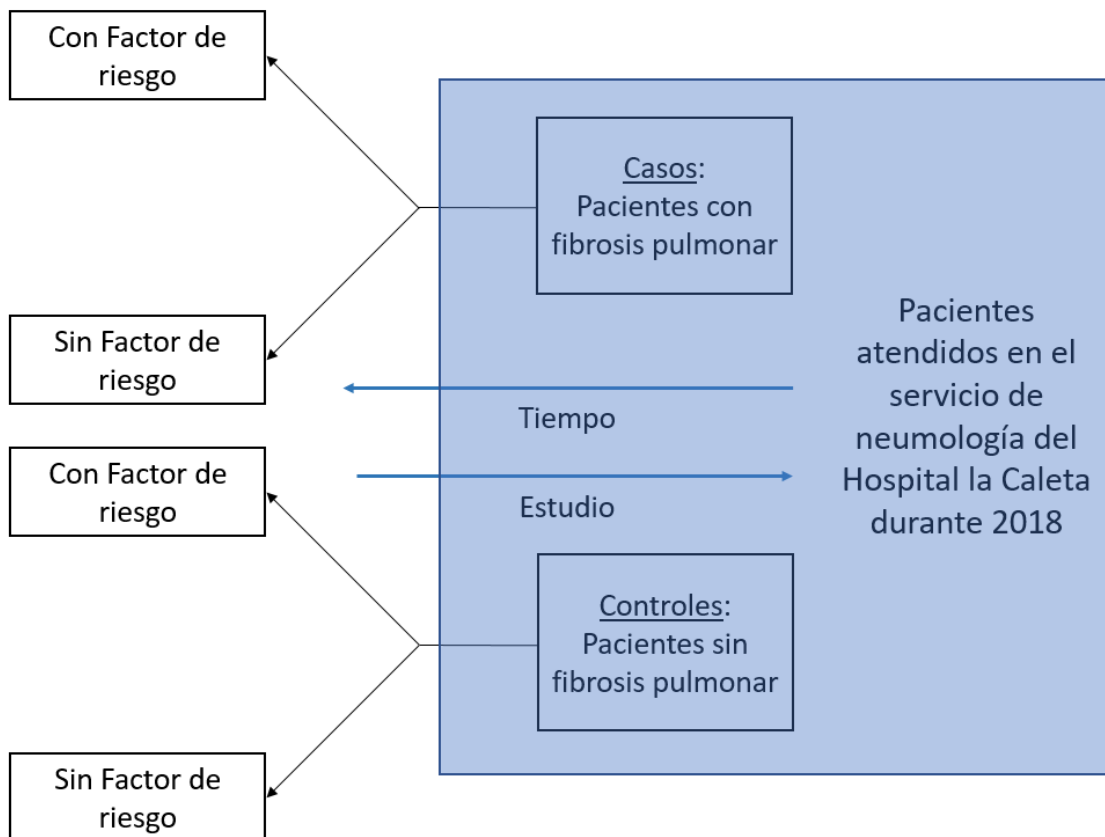 Con Factor de
riesgo
Casos:
Pacientes con
fibrosis pulmonar
Sin Factor de
riesgo
Tiempo
Con Factor de
riesgo
Estudio
Controles:
Pacientes sin
fibrosis pulmonar
Sin Factor de
riesgo
Pacientes
atendidos en el
servicio de
neumología del
Hospital la Caleta
durante 2018